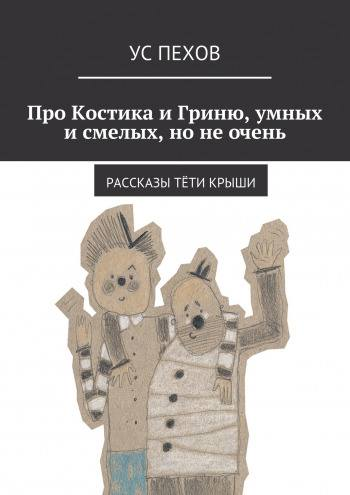 УС ПЕХОВ
Про Костика и Гриню, умных
и смелых, но не очень
РАССКАЗЫ ТЁТИ КРЫШИ